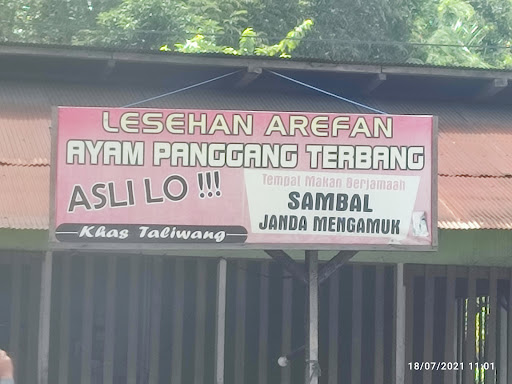 LESEHAN AREFAN
AYAM PANGGANG TERBANG
ASLI LO !!!
Tempal Makan Berjamaah
SAMBAL
JANDA MENGAMUK
Khas Taliwang
18/07/2021 11:01